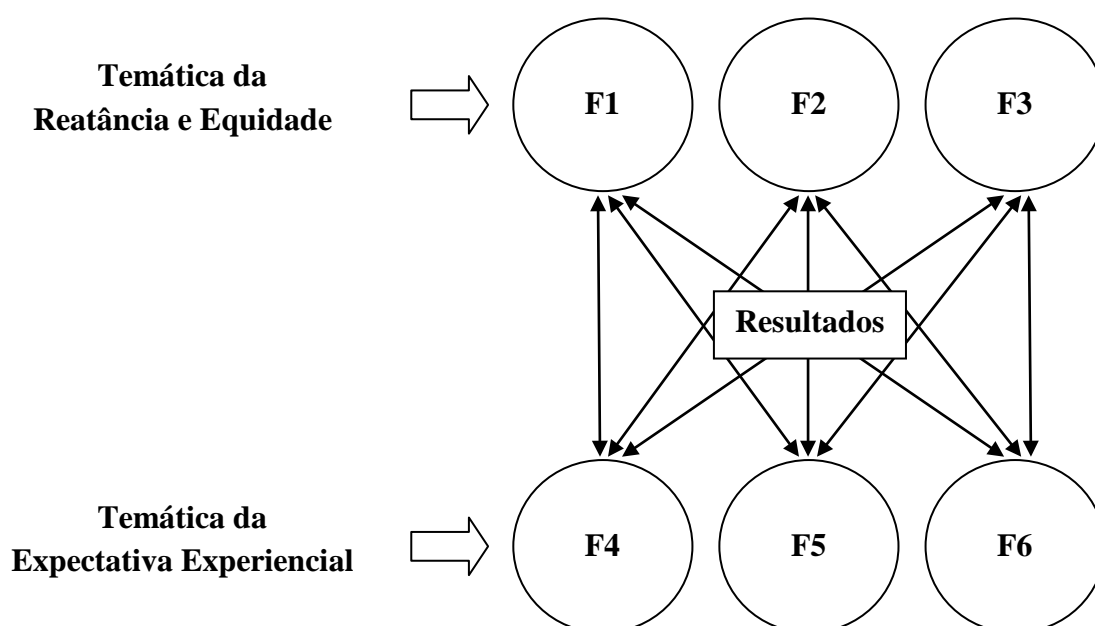 Temática da
Reatância e Equidade
F1
F2
F3
Resultados
Temática da
Expectativa Experiencial
F4
F5
F6